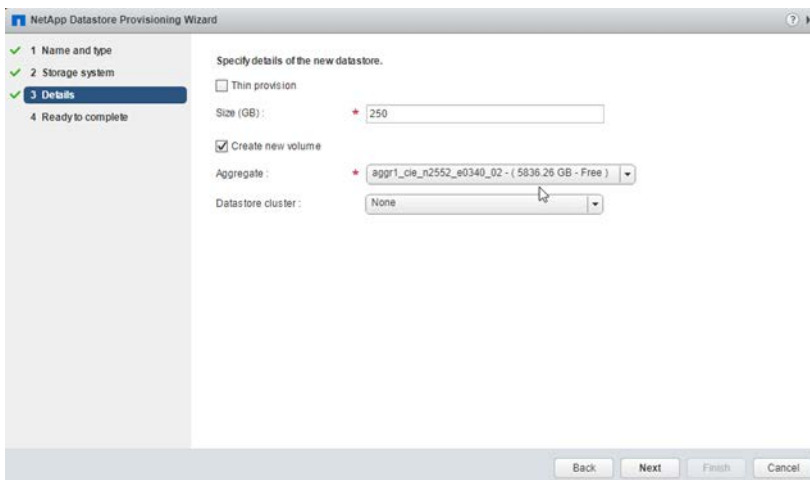 NetApp Datastore Provisioning Wizard
?
1 Name and type
2 Storage system
3 Details
4 Ready to complete
Specify details of the new datastore.
Thin provision
Size (GB) : * 250
Create new volume
Aggregate : * aggr1_cie_n2552_e0340_02 - ( 5836.26 GB - Free )
Datastore cluster : None
Back Next Finish Cancel